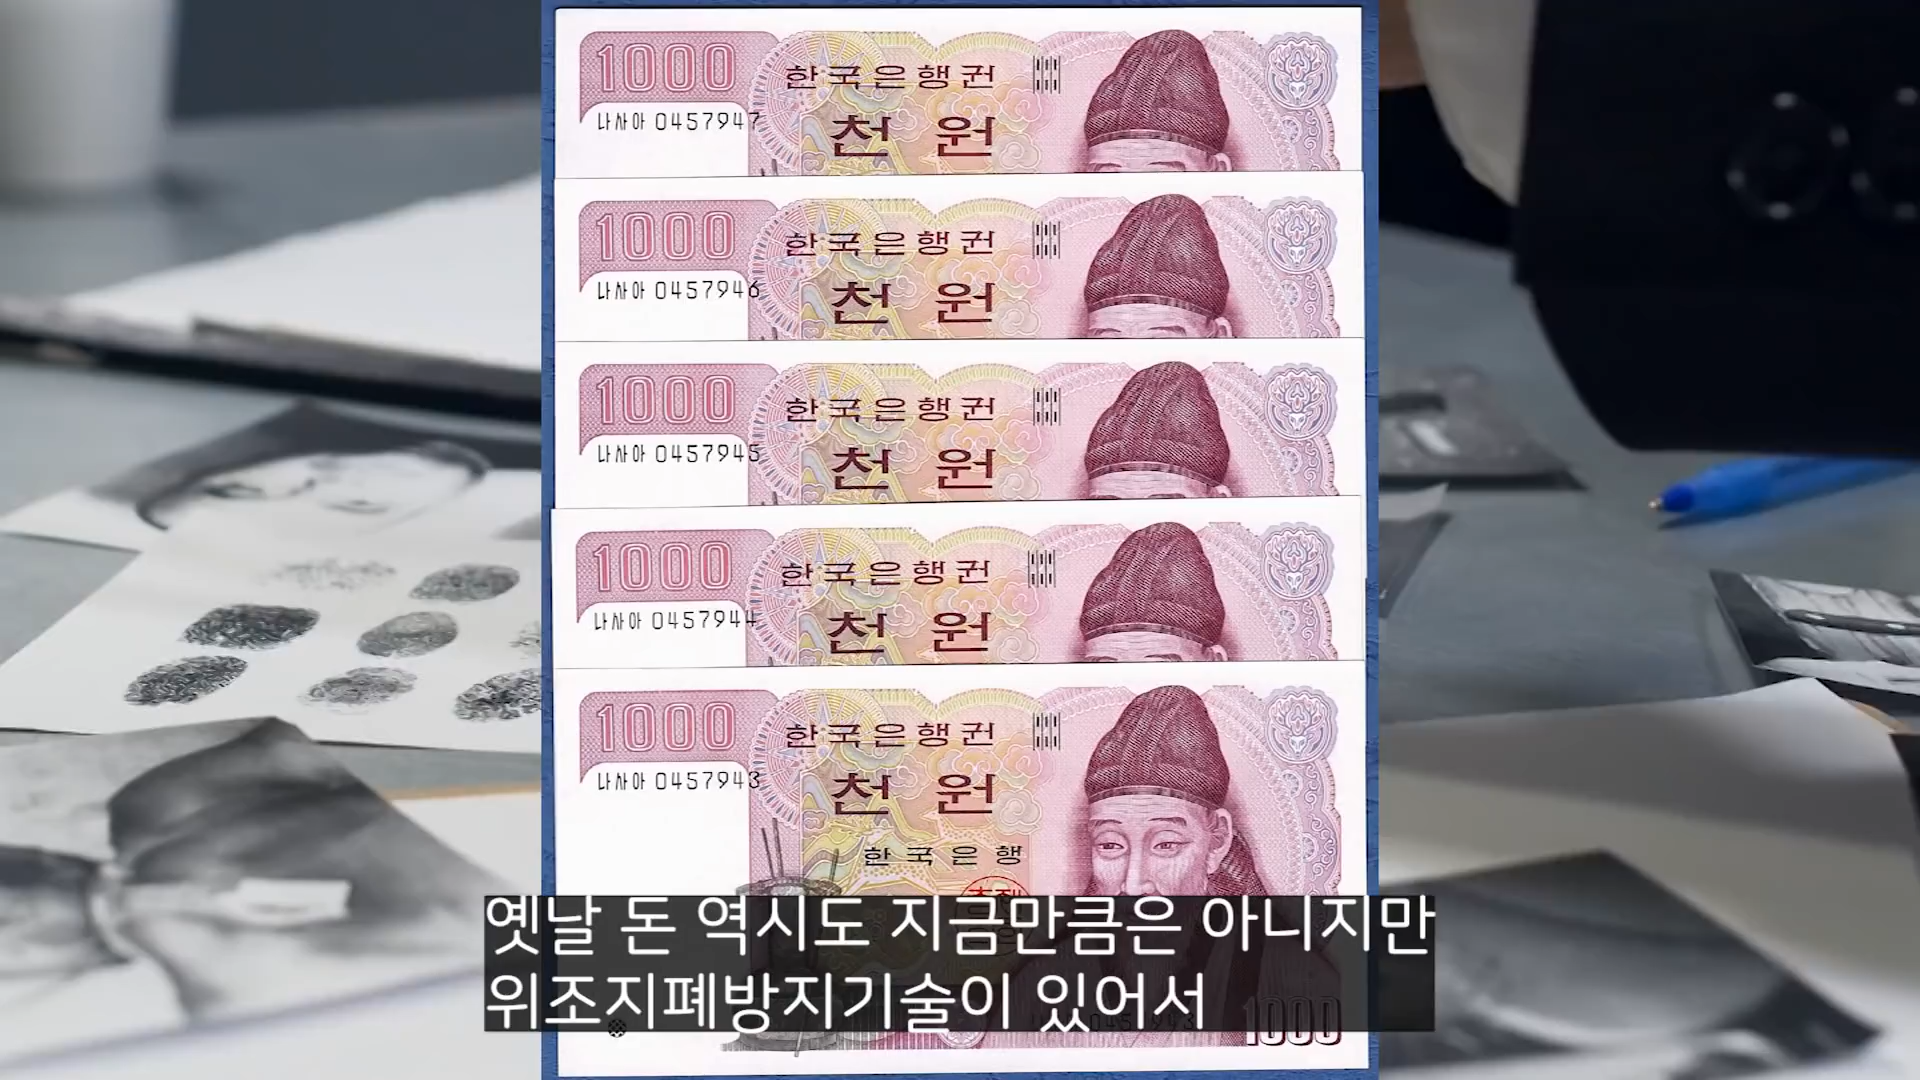 1000
한국은행권
나사아 0457947
천 원
1000
한국은행권
나사아 0457946
천 원
1000
한국은행권
나사아 0457945
천 원
1000
한국은행권
나사아 0457944
천 원
1000
한국은행권
나사아 0457943
천 원
한국은행
옛날 돈 역시도 지금만큼은 아니지만
위조지폐방지기술이 있어서
1000